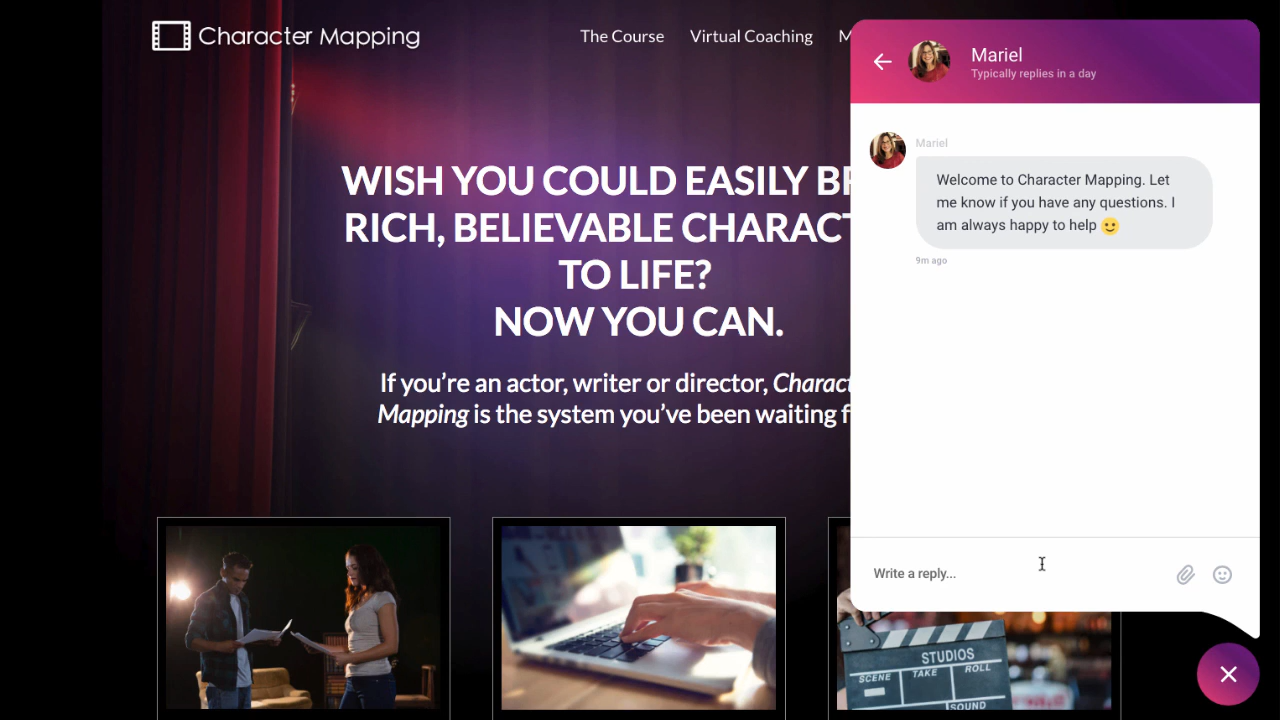 Character Mapping
The Course
Virtual Coaching
M
WISH YOU COULD EASILY BR
RICH, BELIEVABLE CHARACT
TO LIFE?
NOW YOU CAN.
If you’re an actor, writer or director, Charact
Mapping is the system you’ve been waiting f
Mariel
Typically replies in a day
Mariel
Welcome to Character Mapping. Let
me know if you have any questions. I
am always happy to help 🙂
9m ago
Write a reply...
STUDIOS
SCENE TAKE ROLL
SOUND